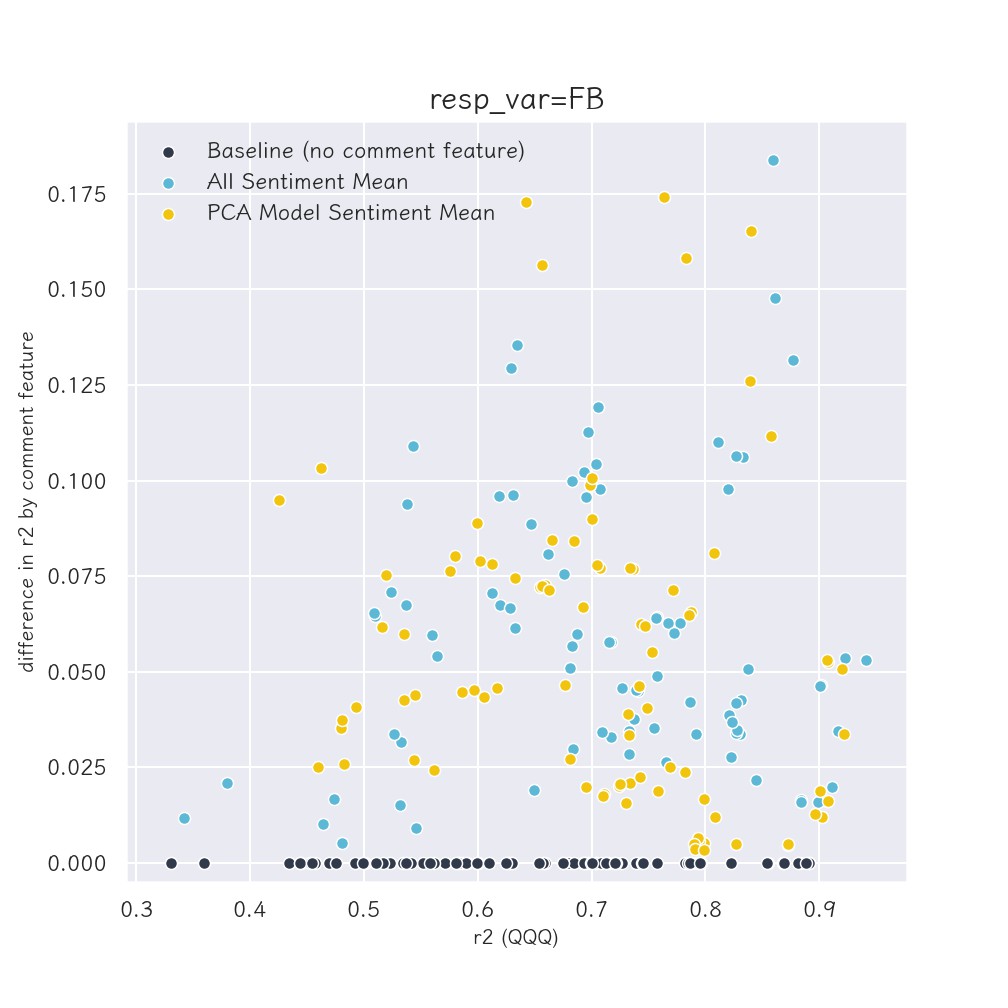 resp_var=FB
Baseline (no comment feature)
All Sentiment Mean
PCA Model Sentiment Mean
difference in r2 by comment feature
0.175
0.150
0.125
0.100
0.075
0.050
0.025
0.000
0.3 0.4 0.5 0.6 0.7 0.8 0.9
r2 (QQQ)